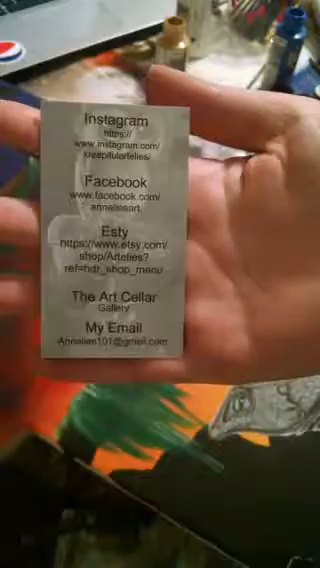 Instagram
https://
www.instagram.com/
kreepifulartelies/
Facebook
www.facebook.com/
anneliesart
Esty
https://www.etsy.com/
shop/Artelies?
ref=hdr_shop_menu
The Art Cellar
Gallery
My Email
Annelies101@gmail.com